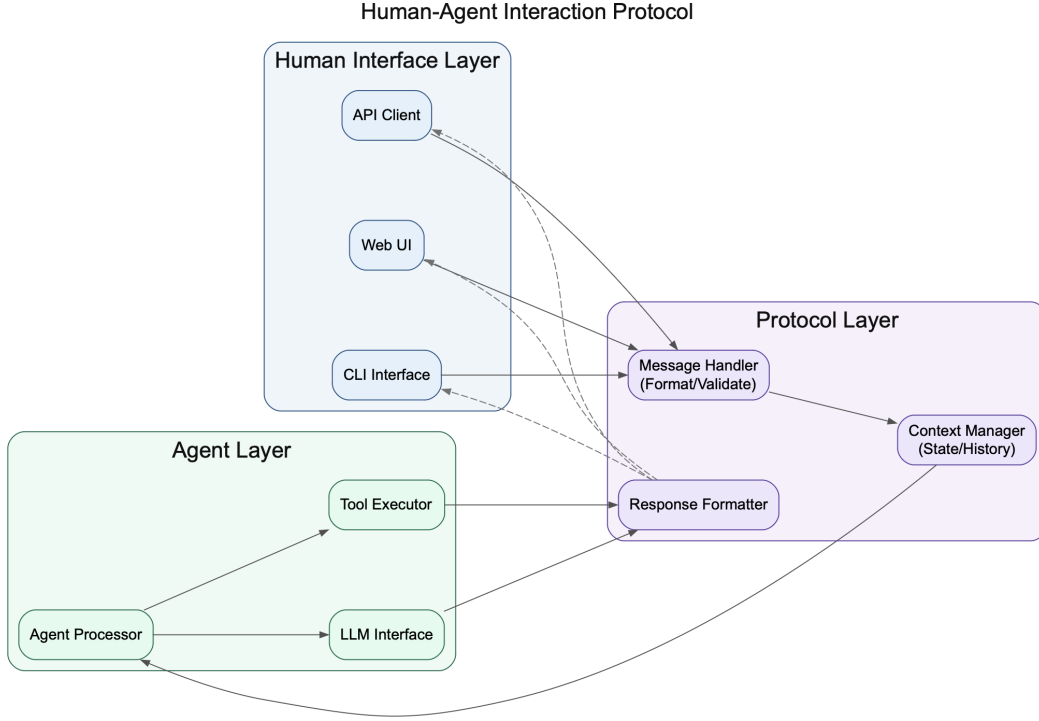 Human-Agent Interaction Protocol
Human Interface Layer
API Client
Web UI
CLI Interface
Protocol Layer
Message Handler
(Format/Validate)
Context Manager
(State/History)
Response Formatter
Agent Layer
Tool Executor
Agent Processor
LLM Interface